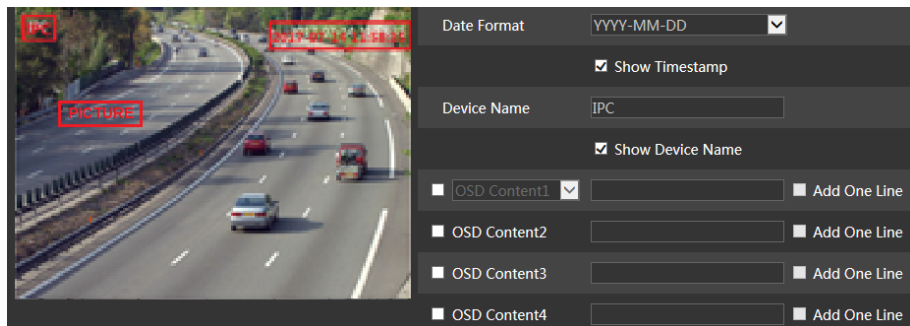 IPC
PICTURE
Date Format YYYY-MM-DD
Show Timestamp
Device Name IPC
Show Device Name
OSD Content1 Add One Line
OSD Content2 Add One Line
OSD Content3 Add One Line
OSD Content4 Add One Line